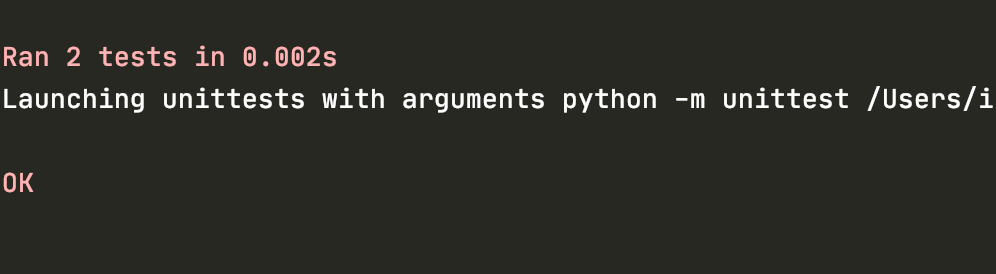 Ran 2 tests in 0.002s
Launching unittests with arguments python -m unittest /Users/i
OK